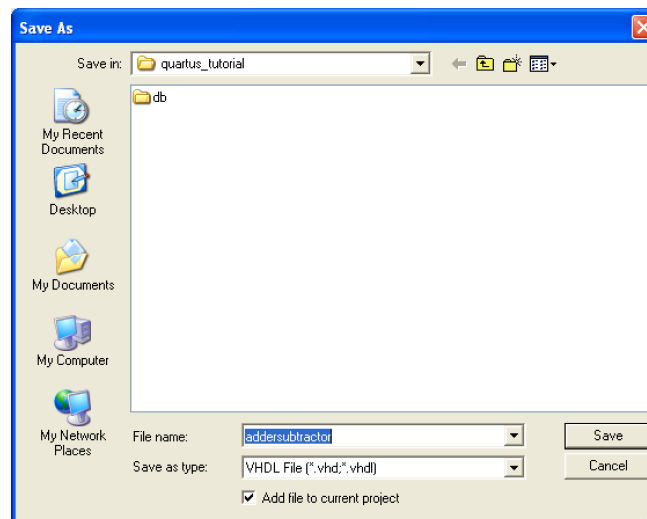 Save As
Save in:
quartus_tutorial
db
My Recent
Documents
Desktop
My Documents
My Computer
My Network
Places
File name:
addersubtractor
Save
Save as type:
VHDL File (*.vhd;*.vhdl)
Cancel
Add file to current project